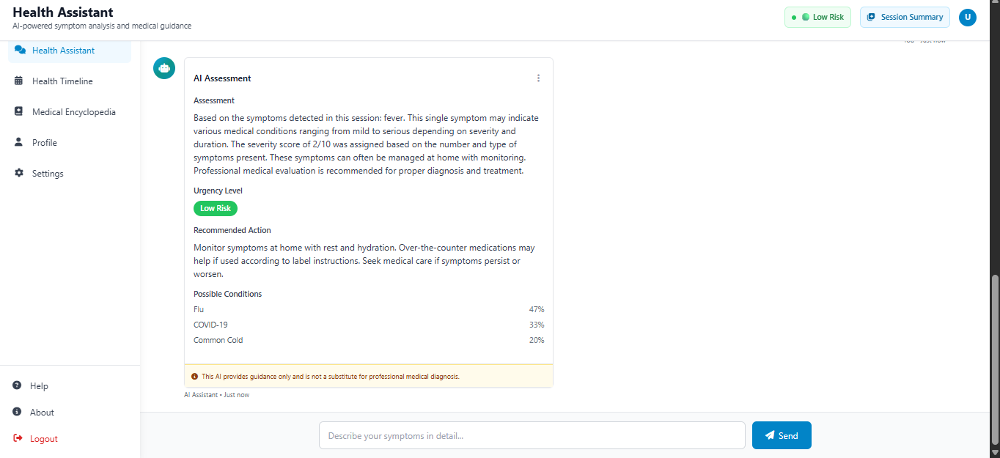 Health Assistant
AI-powered symptom analysis and medical guidance
Low Risk
Session Summary
U
Health Assistant
Health Timeline
Medical Encyclopedia
Profile
Settings
Help
About
Logout
You • Just now
AI Assessment
Assessment
Based on the symptoms detected in this session: fever. This single symptom may indicate
various medical conditions ranging from mild to serious depending on severity and
duration. The severity score of 2/10 was assigned based on the number and type of
symptoms present. These symptoms can often be managed at home with monitoring.
Professional medical evaluation is recommended for proper diagnosis and treatment.
Urgency Level
Low Risk
Recommended Action
Monitor symptoms at home with rest and hydration. Over-the-counter medications may
help if used according to label instructions. Seek medical care if symptoms persist or
worsen.
Possible Conditions
Flu 47%
COVID-19 33%
Common Cold 20%
This AI provides guidance only and is not a substitute for professional medical diagnosis.
AI Assistant • Just now
Describe your symptoms in detail...
Send